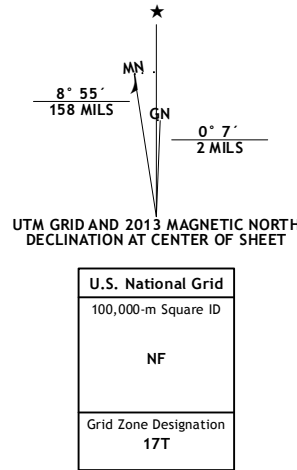 ★
MN
GN
8° 55´
158 MILS
0° 7´
2 MILS
UTM GRID AND 2013 MAGNETIC NORTH
DECLINATION AT CENTER OF SHEET
U.S. National Grid
100,000-m Square ID
NF
Grid Zone Designation
17T